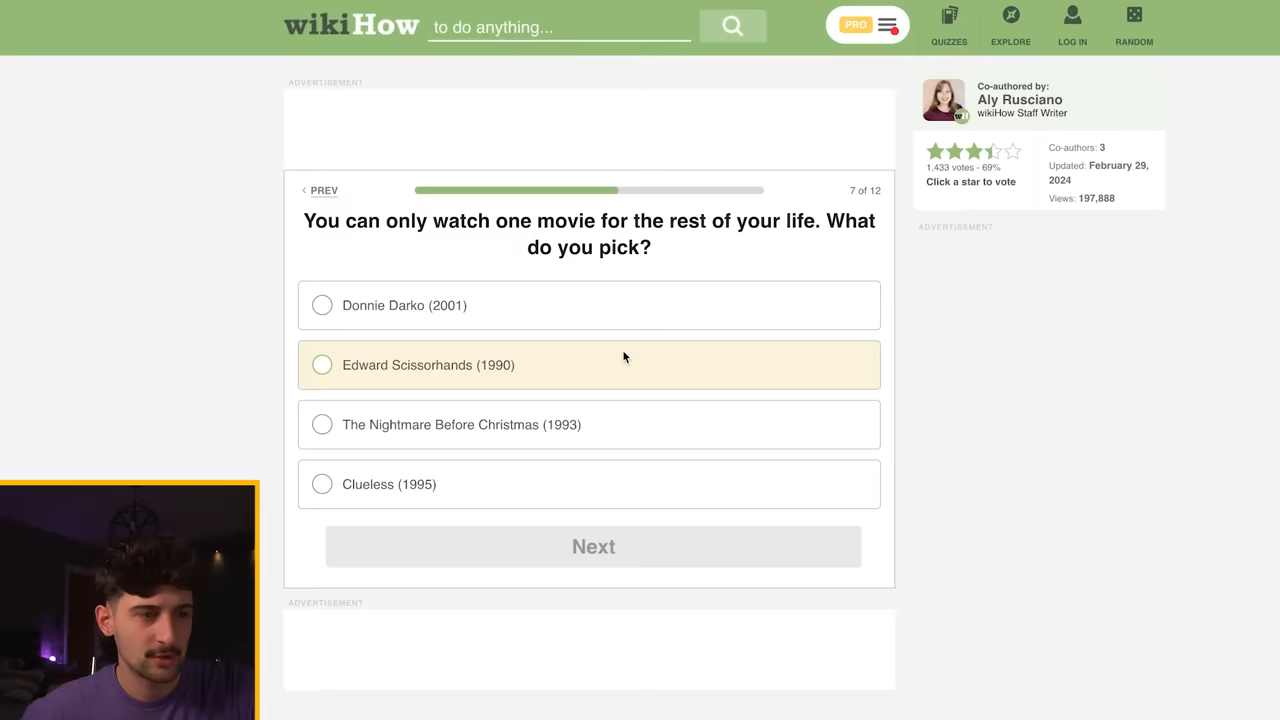 wikiHow to do anything...
PRO
QUIZZES
EXPLORE
LOG IN
RANDOM
ADVERTISEMENT
Co-authored by:
Aly Rusciano
wikiHow Staff Writer
1,433 votes - 69%
Click a star to vote
Co-authors: 3
Updated: February 29,
2024
Views: 197,888
ADVERTISEMENT
PREV
7 of 12
You can only watch one movie for the rest of your life. What
do you pick?
Donnie Darko (2001)
Edward Scissorhands (1990)
The Nightmare Before Christmas (1993)
Clueless (1995)
Next
ADVERTISEMENT